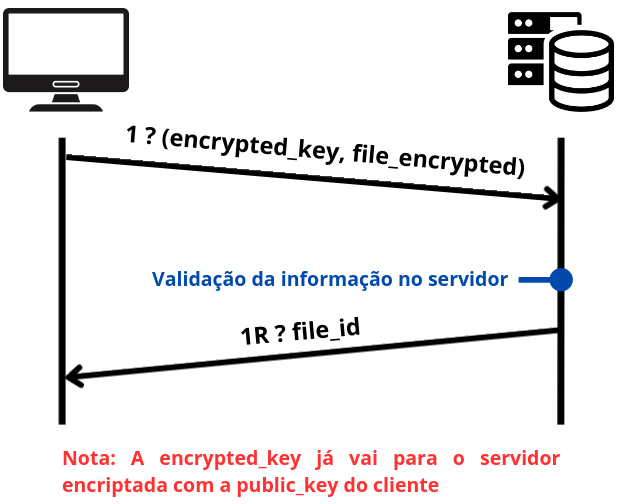 1 ? (encrypted_key, file_encrypted)
Validação da informação no servidor
1R ? file_id
Nota: A encrypted_key já vai para o servidor
encriptada com a public_key do cliente